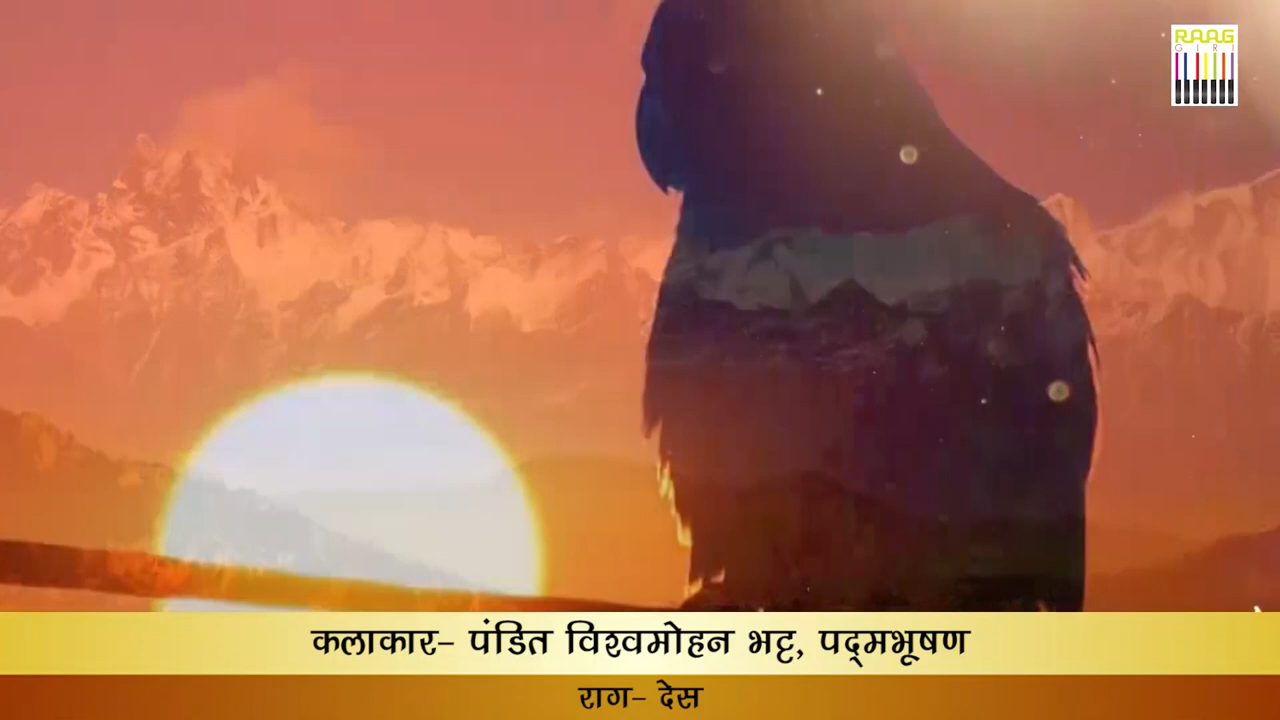 RAAG
GIRI
कलाकार- पंडित विश्वमोहन भट्ट, पद्मभूषण
राग- देस